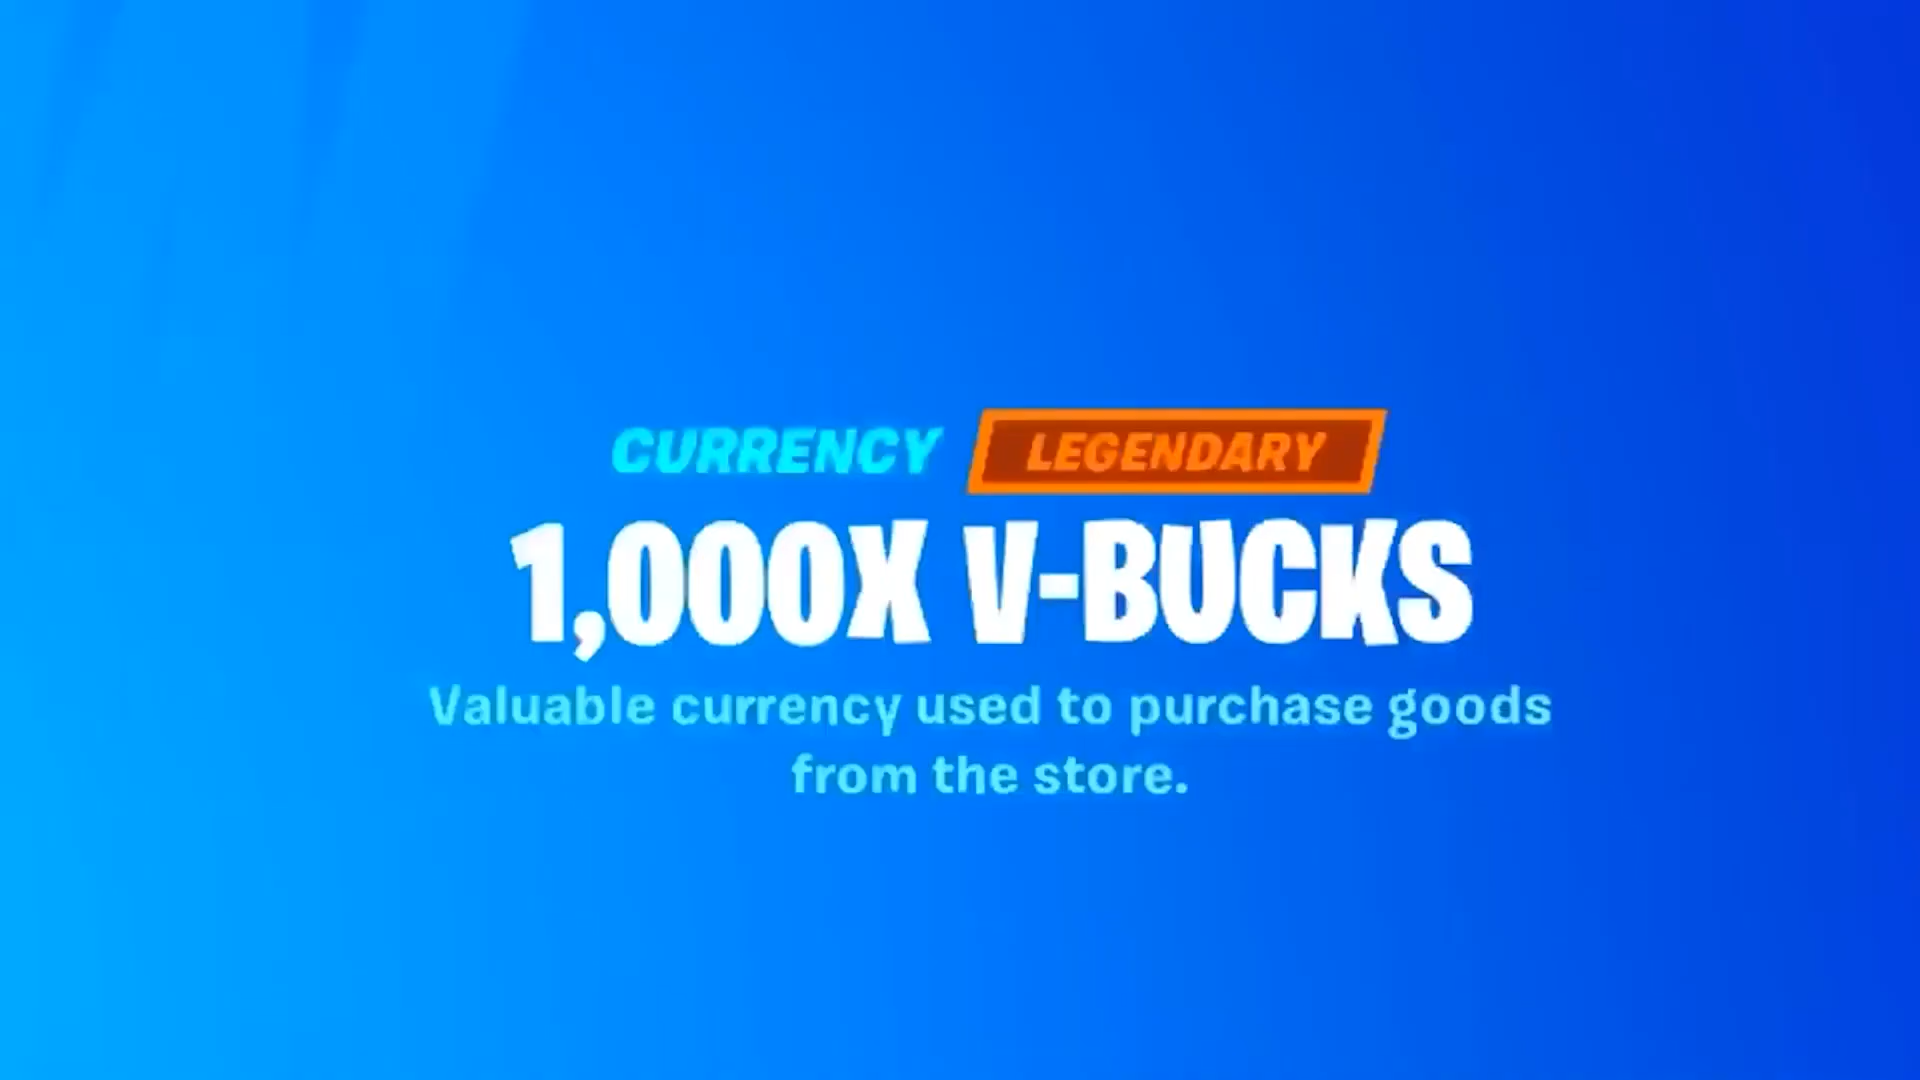 CURRENCY LEGENDARY
1,000X V-BUCKS
Valuable currency used to purchase goods
from the store.